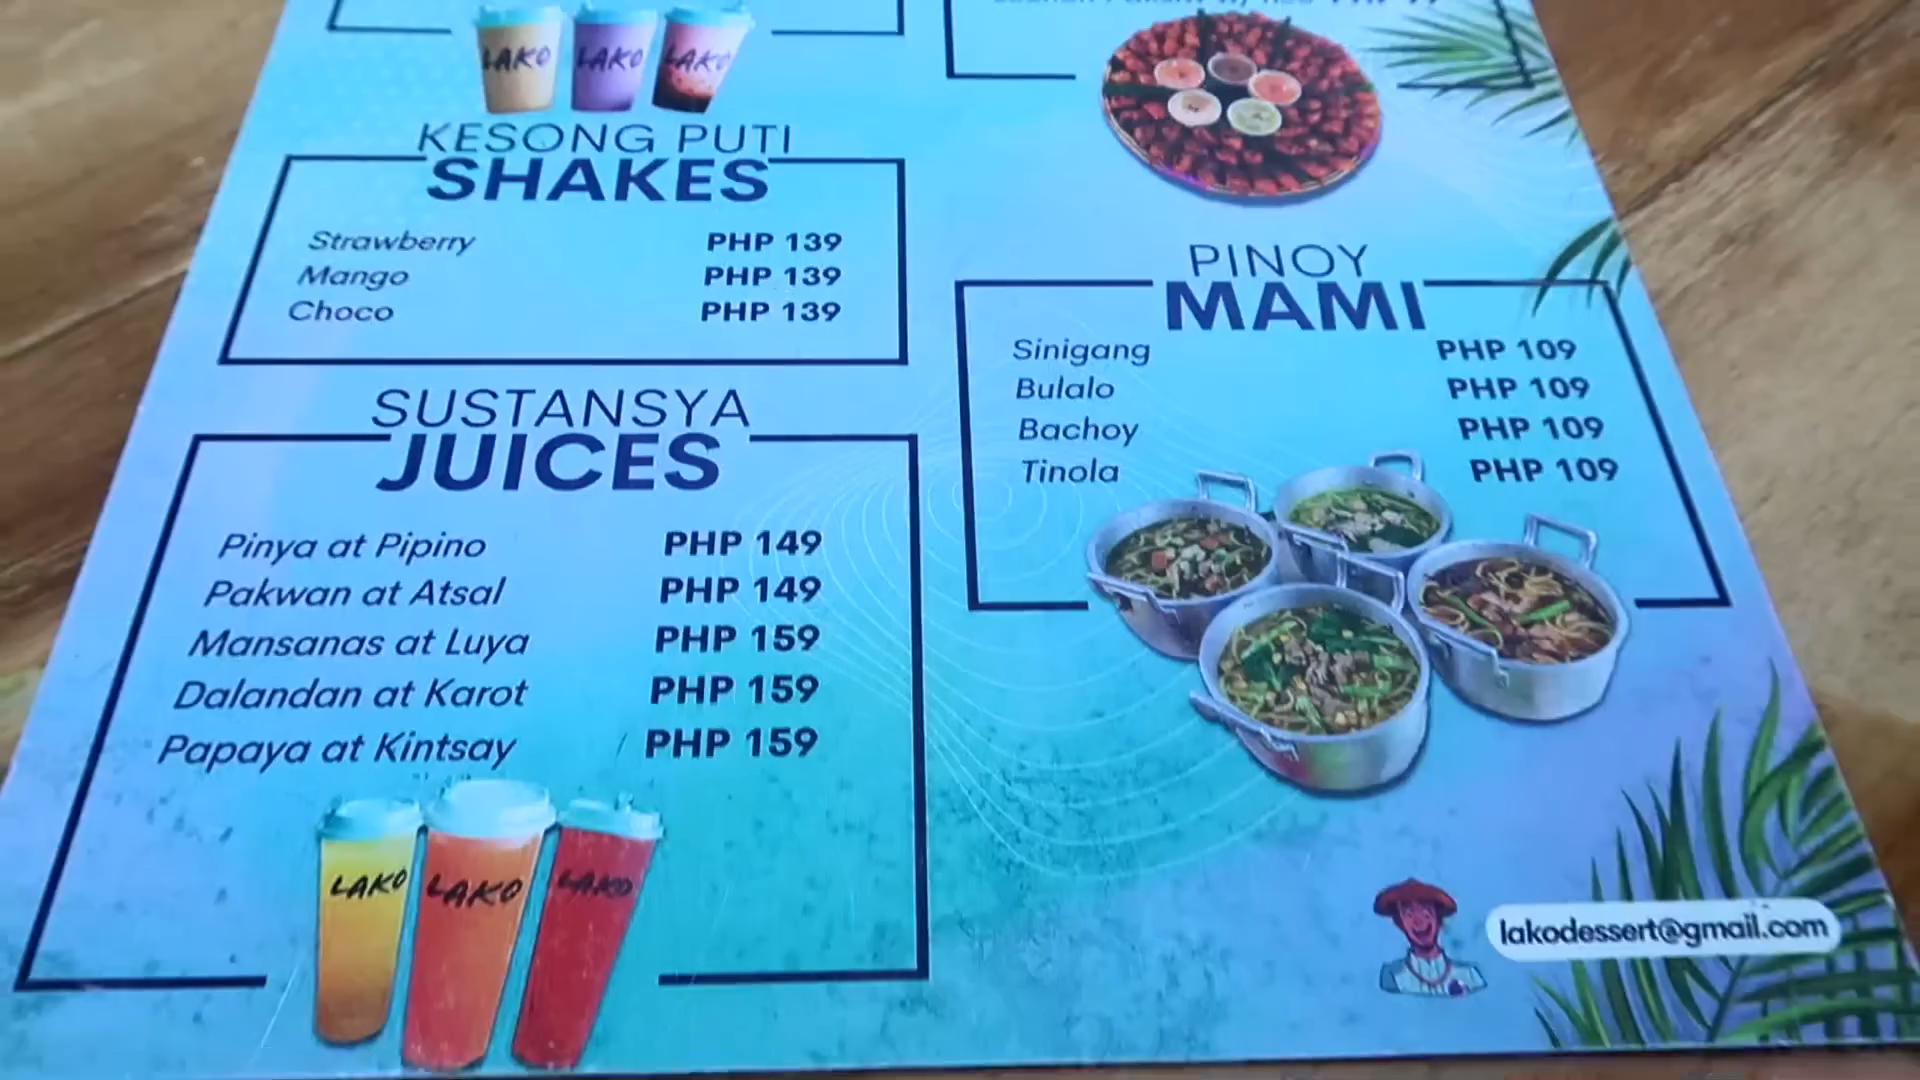 LAKO LAKO LAKO
KESONG PUTI
SHAKES
Strawberry PHP 139
Mango PHP 139
Choco PHP 139
SUSTANSYA
JUICES
Pinya at Pipino PHP 149
Pakwan at Atsal PHP 149
Mansanas at Luya PHP 159
Dalandan at Karot PHP 159
Papaya at Kintsay PHP 159
LAKO LAKO LAKO
PINOY
MAMI
Sinigang PHP 109
Bulalo PHP 109
Bachoy PHP 109
Tinola PHP 109
lakodessert@gmail.com